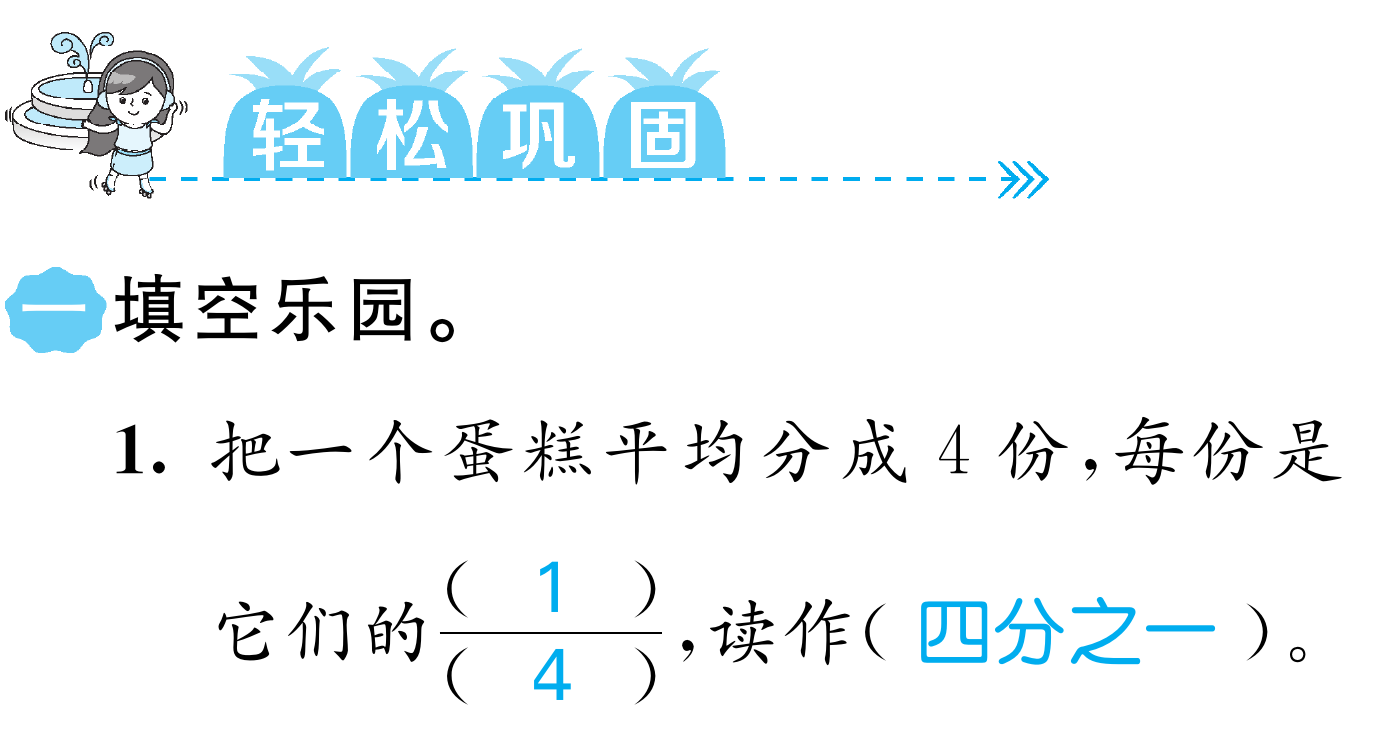 轻松巩固
一 填空乐园。
1. 把一个蛋糕平均分成 4 份,每份是
它们的( 1 )/( 4 ),读作( 四分之一 )。